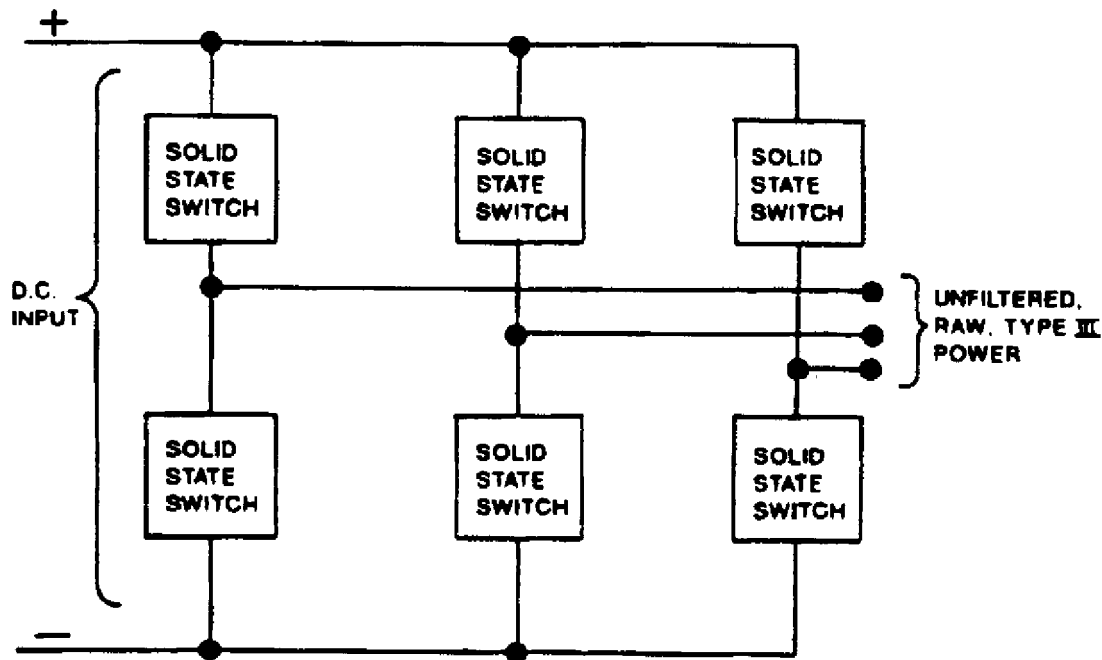 +
SOLID
STATE
SWITCH
SOLID
STATE
SWITCH
SOLID
STATE
SWITCH
D.C.
INPUT
UNFILTERED,
RAW, TYPE III
POWER
SOLID
STATE
SWITCH
SOLID
STATE
SWITCH
SOLID
STATE
SWITCH
−